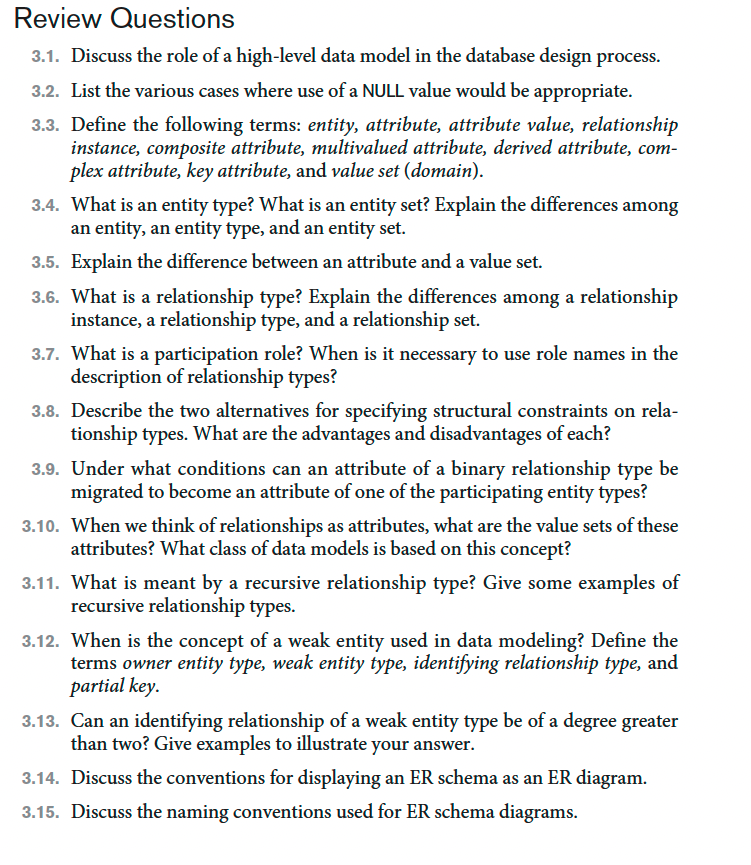 Review Questions
3.1. Discuss the role of a high-level data model in the database design process.
3.2. List the various cases where use of a NULL value would be appropriate.
3.3. Define the following terms: entity, attribute, attribute value, relationship
instance, composite attribute, multivalued attribute, derived attribute, com-
plex attribute, key attribute, and value set (domain).
3.4. What is an entity type? What is an entity set? Explain the differences among
an entity, an entity type, and an entity set.
3.5. Explain the difference between an attribute and a value set.
3.6. What is a relationship type? Explain the differences among a relationship
instance, a relationship type, and a relationship set.
3.7. What is a participation role? When is it necessary to use role names in the
description of relationship types?
3.8. Describe the two alternatives for specifying structural constraints on rela-
tionship types. What are the advantages and disadvantages of each?
3.9. Under what conditions can an attribute of a binary relationship type be
migrated to become an attribute of one of the participating entity types?
3.10. When we think of relationships as attributes, what are the value sets of these
attributes? What class of data models is based on this concept?
3.11. What is meant by a recursive relationship type? Give some examples of
recursive relationship types.
3.12. When is the concept of a weak entity used in data modeling? Define the
terms owner entity type, weak entity type, identifying relationship type, and
partial key.
3.13. Can an identifying relationship of a weak entity type be of a degree greater
than two? Give examples to illustrate your answer.
3.14. Discuss the conventions for displaying an ER schema as an ER diagram.
3.15. Discuss the naming conventions used for ER schema diagrams.